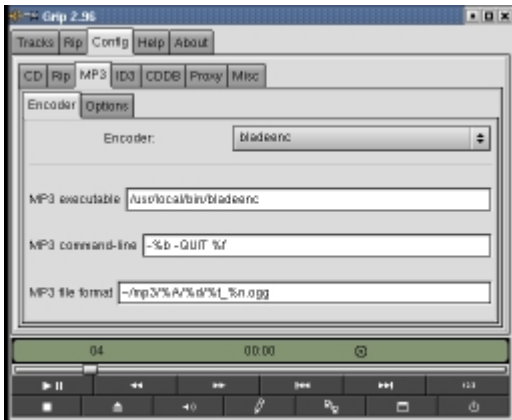 Grip 2.96
Tracks Rip Config Help About
CD Rip MP3 ID3 CDDB Proxy Misc
Encoder Options
Encoder: bladeenc
MP3 executable /usr/local/bin/bladeenc
MP3 command-line -%b -QUIT %f
MP3 file format ~/mp3/%A/%d/%t_%n.ogg
04 00:00
123